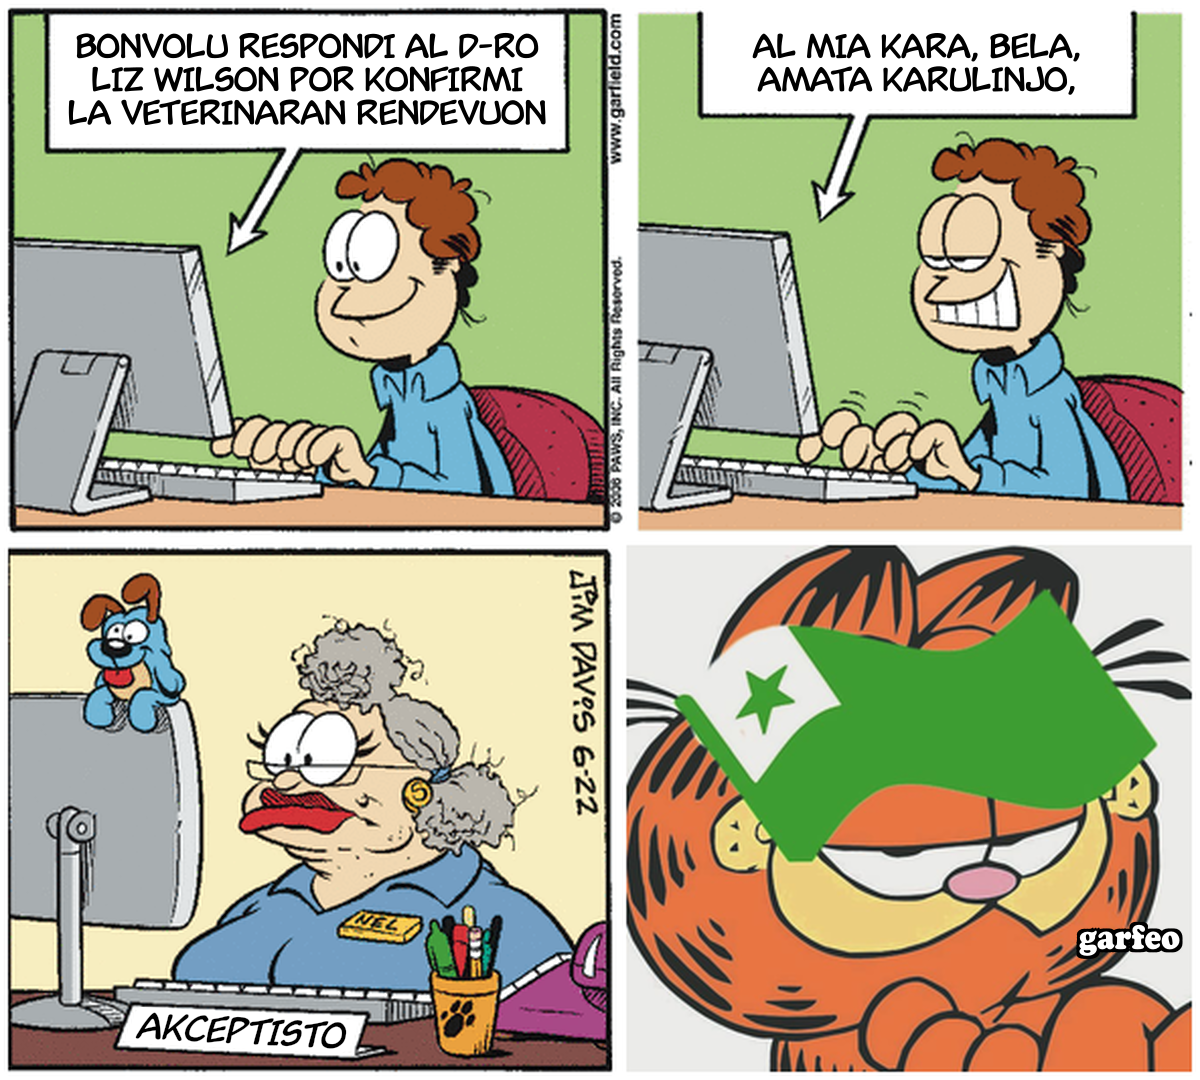 BONVOLU RESPONDI AL D-RO
LIZ WILSON POR KONFIRMI
LA VETERINARAN RENDEVUON
www.garfield.com
© 2006 PAWS, INC. All Rights Reserved.
AL MIA KARA, BELA,
AMATA KARULINJO,
JIM DAVIS 6-22
NEL
AKCEPTISTO
garfeo